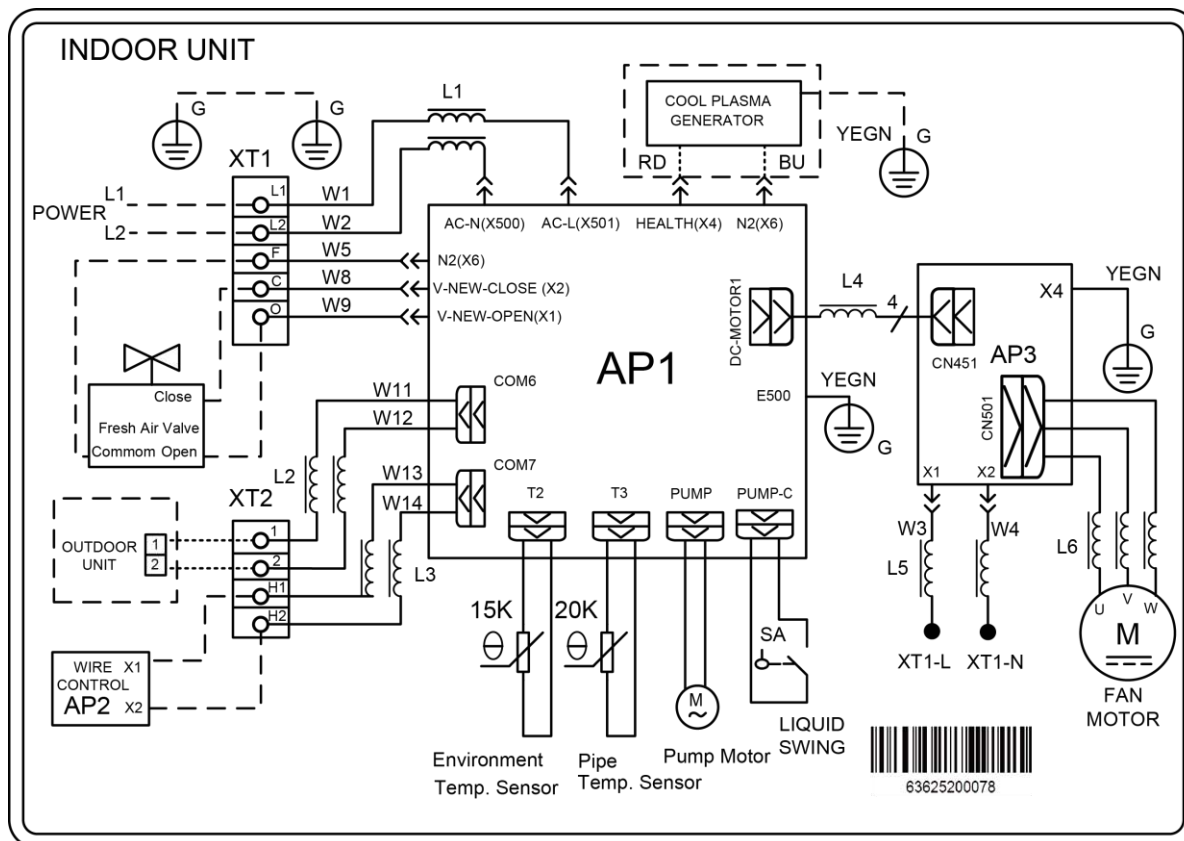 INDOOR UNIT
G
G
L1
COOL PLASMA
GENERATOR
YEGN
G
RD
BU
XT1
POWER
L1
L2
L1
L2
F
C
O
W1
W2
W5
W8
W9
AC-N(X500)
AC-L(X501)
HEALTH(X4)
N2(X6)
N2(X6)
V-NEW-CLOSE (X2)
V-NEW-OPEN(X1)
DC-MOTOR1
L4
4
CN451
X4
YEGN
G
AP1
AP3
CN501
Close
Fresh Air Valve
Commom Open
W11
W12
COM6
E500
YEGN
G
L2
W13
W14
COM7
T2
T3
PUMP
PUMP-C
X1
X2
XT2
1
2
H1
H2
OUTDOOR
UNIT
1
2
L3
W3
W4
L5
L6
15K
20K
SA
U
V
W
M
XT1-L
XT1-N
WIRE
CONTROL
AP2
X1
X2
M
~
FAN
MOTOR
LIQUID
SWING
Environment
Temp. Sensor
Pipe
Temp. Sensor
Pump Motor
63625200078